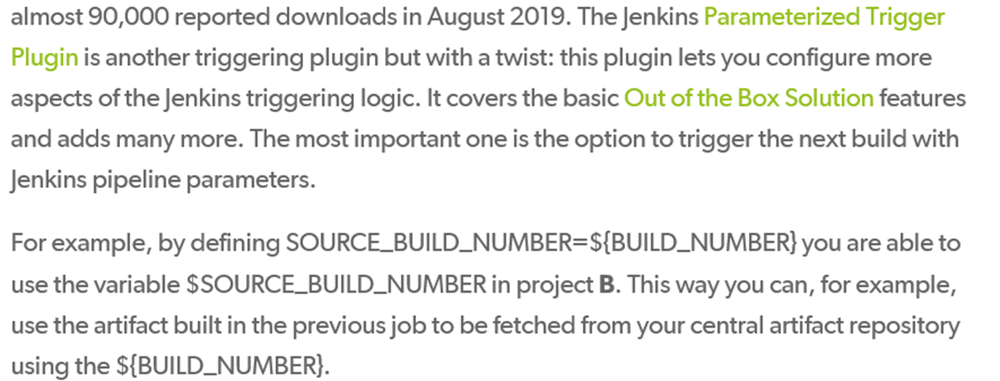 almost 90,000 reported downloads in August 2019. The Jenkins Parameterized Trigger
Plugin is another triggering plugin but with a twist: this plugin lets you configure more
aspects of the Jenkins triggering logic. It covers the basic Out of the Box Solution features
and adds many more. The most important one is the option to trigger the next build with
Jenkins pipeline parameters.
For example, by defining SOURCE_BUILD_NUMBER=${BUILD_NUMBER} you are able to
use the variable $SOURCE_BUILD_NUMBER in project B. This way you can, for example,
use the artifact built in the previous job to be fetched from your central artifact repository
using the ${BUILD_NUMBER}.